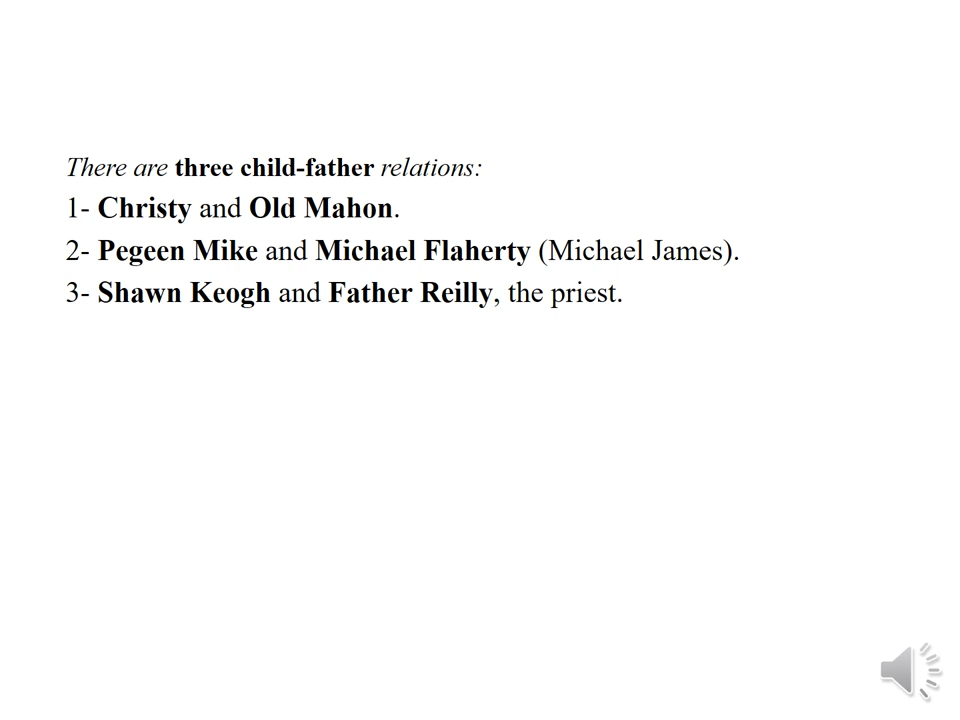 There are three child-father relations:
1- Christy and Old Mahon.
2- Pegeen Mike and Michael Flaherty (Michael James).
3- Shawn Keogh and Father Reilly, the priest.